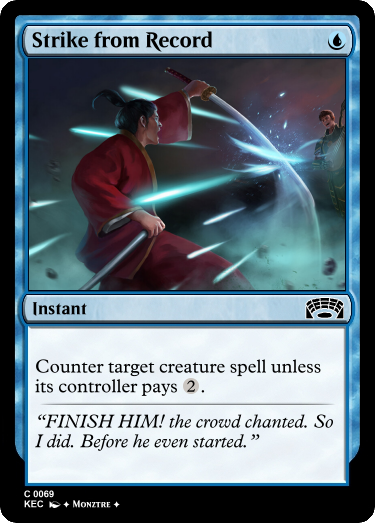 Strike from Record
Instant
Counter target creature spell unless
its controller pays 2.
“FINISH HIM! the crowd chanted. So
I did. Before he even started.”
C 0069
KEC Monztre